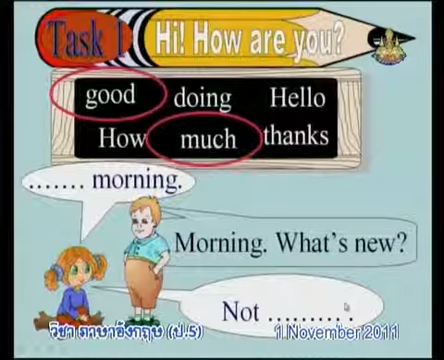 Task 1 Hi! How are you?
good doing Hello
How much thanks
....... morning.
Morning. What's new?
Not ...........
วิชา ภาษาอังกฤษ (ป.5) 1 November 2011